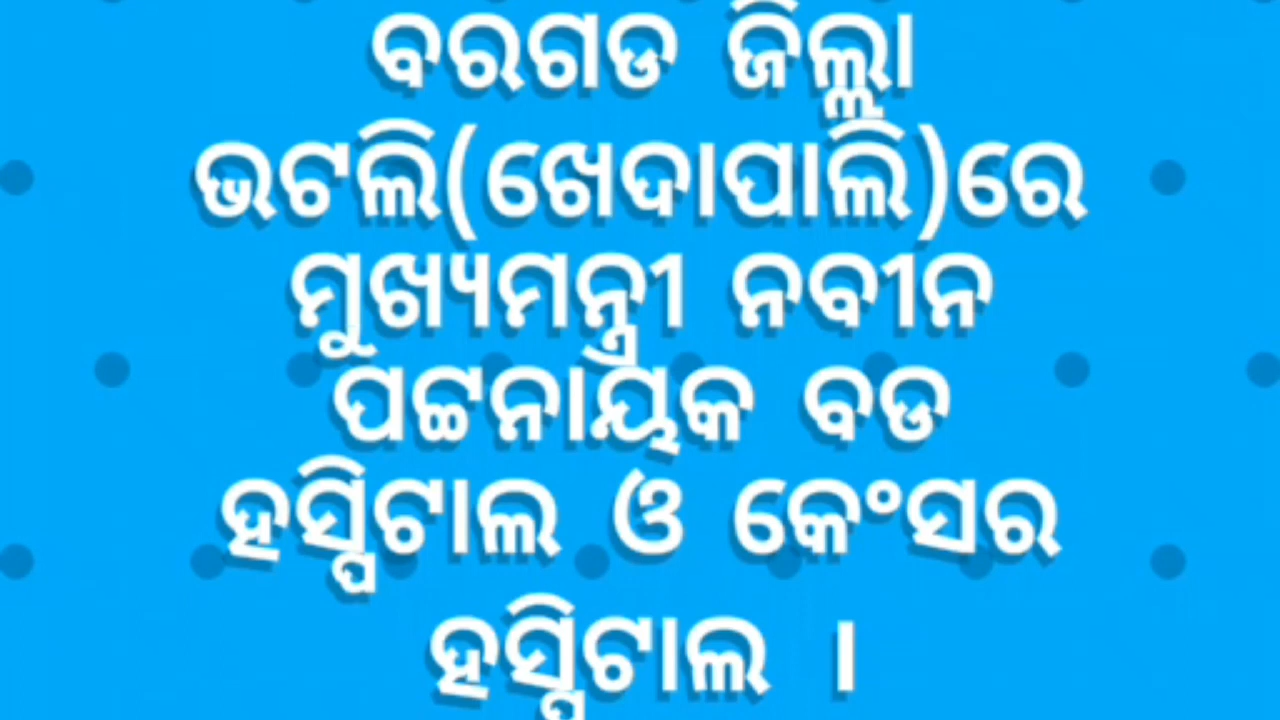 ବରଗଡ ଜିଲ୍ଲା
ଭଟଲି(ଖେଦାପାଲି)ରେ
ମୁଖ୍ୟମନ୍ତ୍ରୀ ନବୀନ
ପଟ୍ଟନାୟକ ବଡ
ହସ୍ପିଟାଲ ଓ କେଂସର
ହସ୍ପିଟାଲ ।